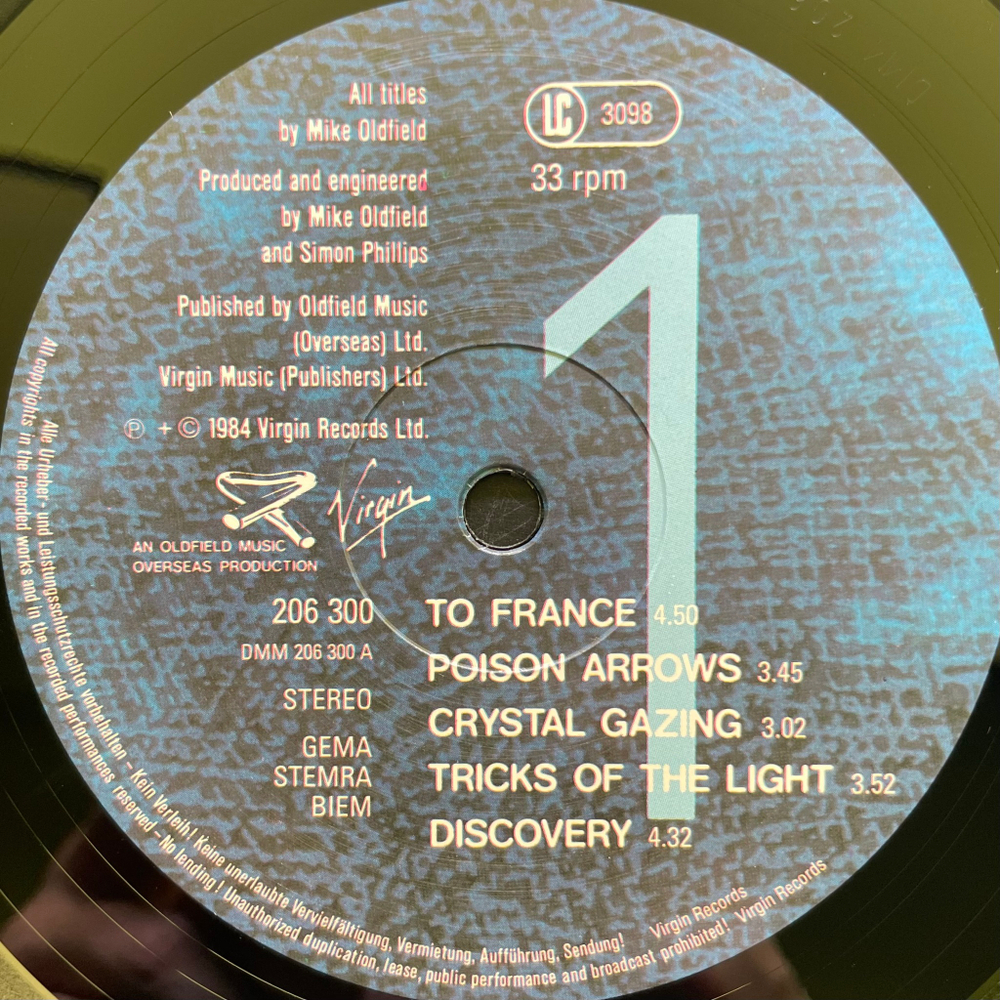 All titles
by Mike Oldfield
Produced and engineered
by Mike Oldfield
and Simon Phillips
Published by Oldfield Music
(Overseas) Ltd.
Virgin Music (Publishers) Ltd.
℗ + © 1984 Virgin Records Ltd.
LC 3098
33 rpm
1
AN OLDFIELD MUSIC
OVERSEAS PRODUCTION
Virgin
206 300
DMM 206 300 A
STEREO
GEMA
STEMRA
BIEM
TO FRANCE 4.50
POISON ARROWS 3.45
CRYSTAL GAZING 3.02
TRICKS OF THE LIGHT 3.52
DISCOVERY 4.32
Alle Urheber- und Leistungsschutzrechte vorbehalten – Kein Verleih! Keine unerlaubte Vervielfältigung, Vermietung, Aufführung, Sendung! Virgin Records
All copyrights in the recorded works and in the recorded performances reserved – No lending! Unauthorized duplication, lease, public performance and broadcast prohibited! Virgin Records